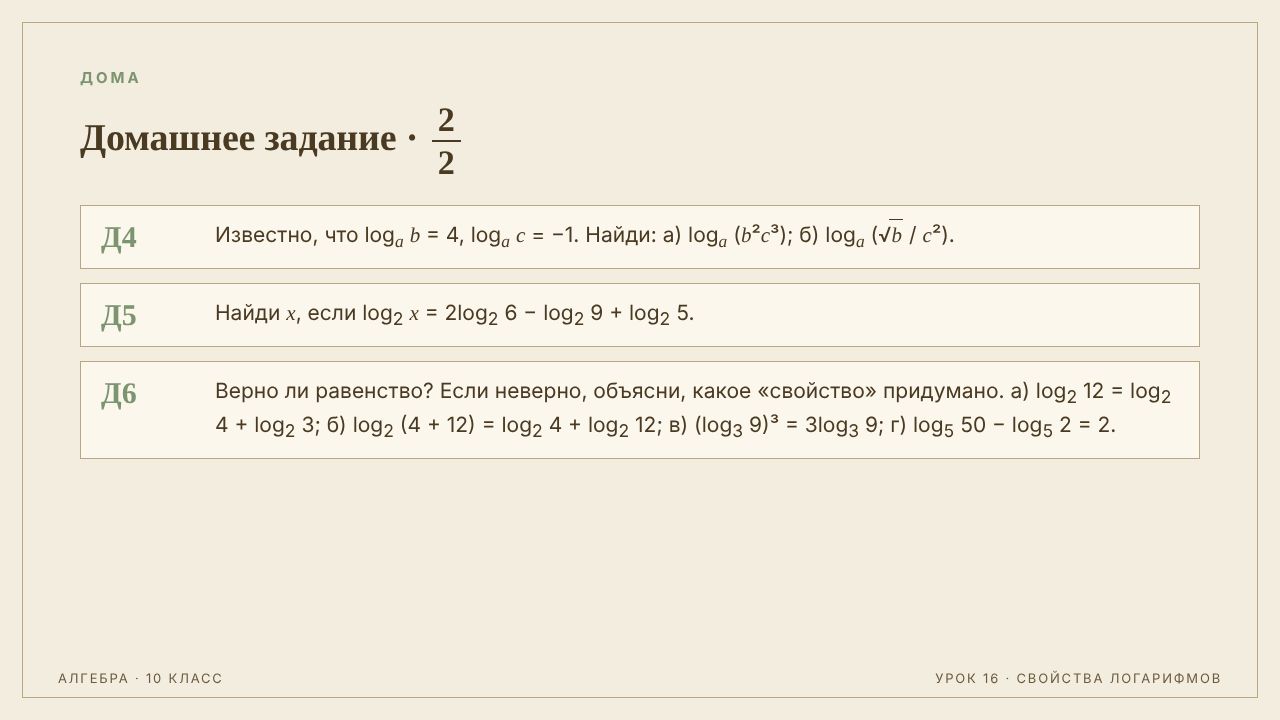 ДОМА
Домашнее задание · 2/2
Д4 Известно, что logₐ b = 4, logₐ c = −1. Найди: а) logₐ (b²c³); б) logₐ (√b / c²).
Д5 Найди x, если log₂ x = 2log₂ 6 − log₂ 9 + log₂ 5.
Д6 Верно ли равенство? Если неверно, объясни, какое «свойство» придумано. а) log₂ 12 = log₂
4 + log₂ 3; б) log₂ (4 + 12) = log₂ 4 + log₂ 12; в) (log₃ 9)³ = 3log₃ 9; г) log₅ 50 − log₅ 2 = 2.
АЛГЕБРА · 10 КЛАСС
УРОК 16 · СВОЙСТВА ЛОГАРИФМОВ